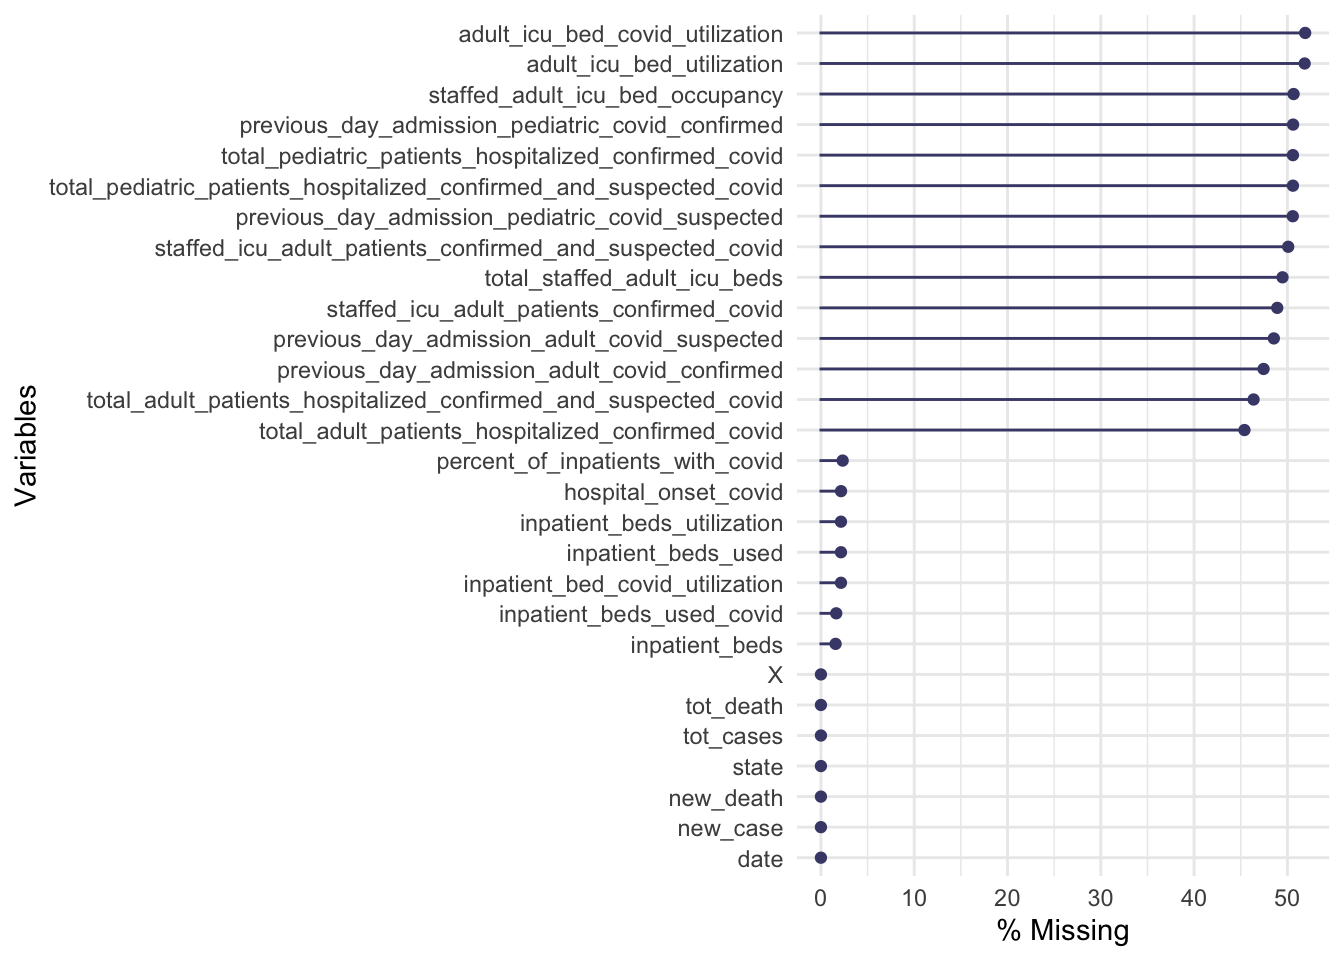 adult_icu_bed_covid_utilization
adult_icu_bed_utilization
staffed_adult_icu_bed_occupancy
previous_day_admission_pediatric_covid_confirmed
total_pediatric_patients_hospitalized_confirmed_covid
total_pediatric_patients_hospitalized_confirmed_and_suspected_covid
previous_day_admission_pediatric_covid_suspected
staffed_icu_adult_patients_confirmed_and_suspected_covid
total_staffed_adult_icu_beds
staffed_icu_adult_patients_confirmed_covid
previous_day_admission_adult_covid_suspected
previous_day_admission_adult_covid_confirmed
total_adult_patients_hospitalized_confirmed_and_suspected_covid
total_adult_patients_hospitalized_confirmed_covid
percent_of_inpatients_with_covid
hospital_onset_covid
inpatient_beds_utilization
inpatient_beds_used
inpatient_bed_covid_utilization
inpatient_beds_used_covid
inpatient_beds
X
tot_death
tot_cases
state
new_death
new_case
date
Variables
0 10 20 30 40 50
% Missing